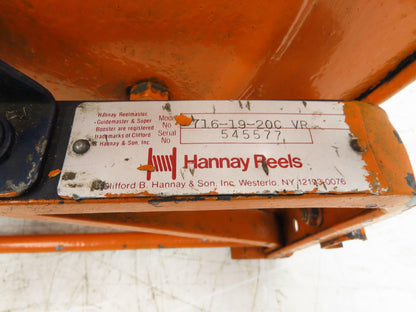 Hannay Reelmaster,
Guidemaster & Super
Booster are registered
trademarks of Clifford
B. Hannay & Son, Inc.
Model
No.
716-19-20C VR
Serial
No.
545577
Hannay Reels
Clifford B. Hannay & Son, Inc. Westerlo, NY 12193-0076